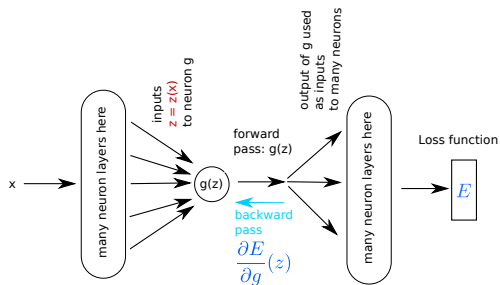 x
many neuron layers here
inputs
z = z(x)
to neuron g
g(z)
forward
pass: g(z)
backward
pass
∂E/∂g (z)
output of g used
as inputs
to many neurons
many neuron layers here
Loss function
E